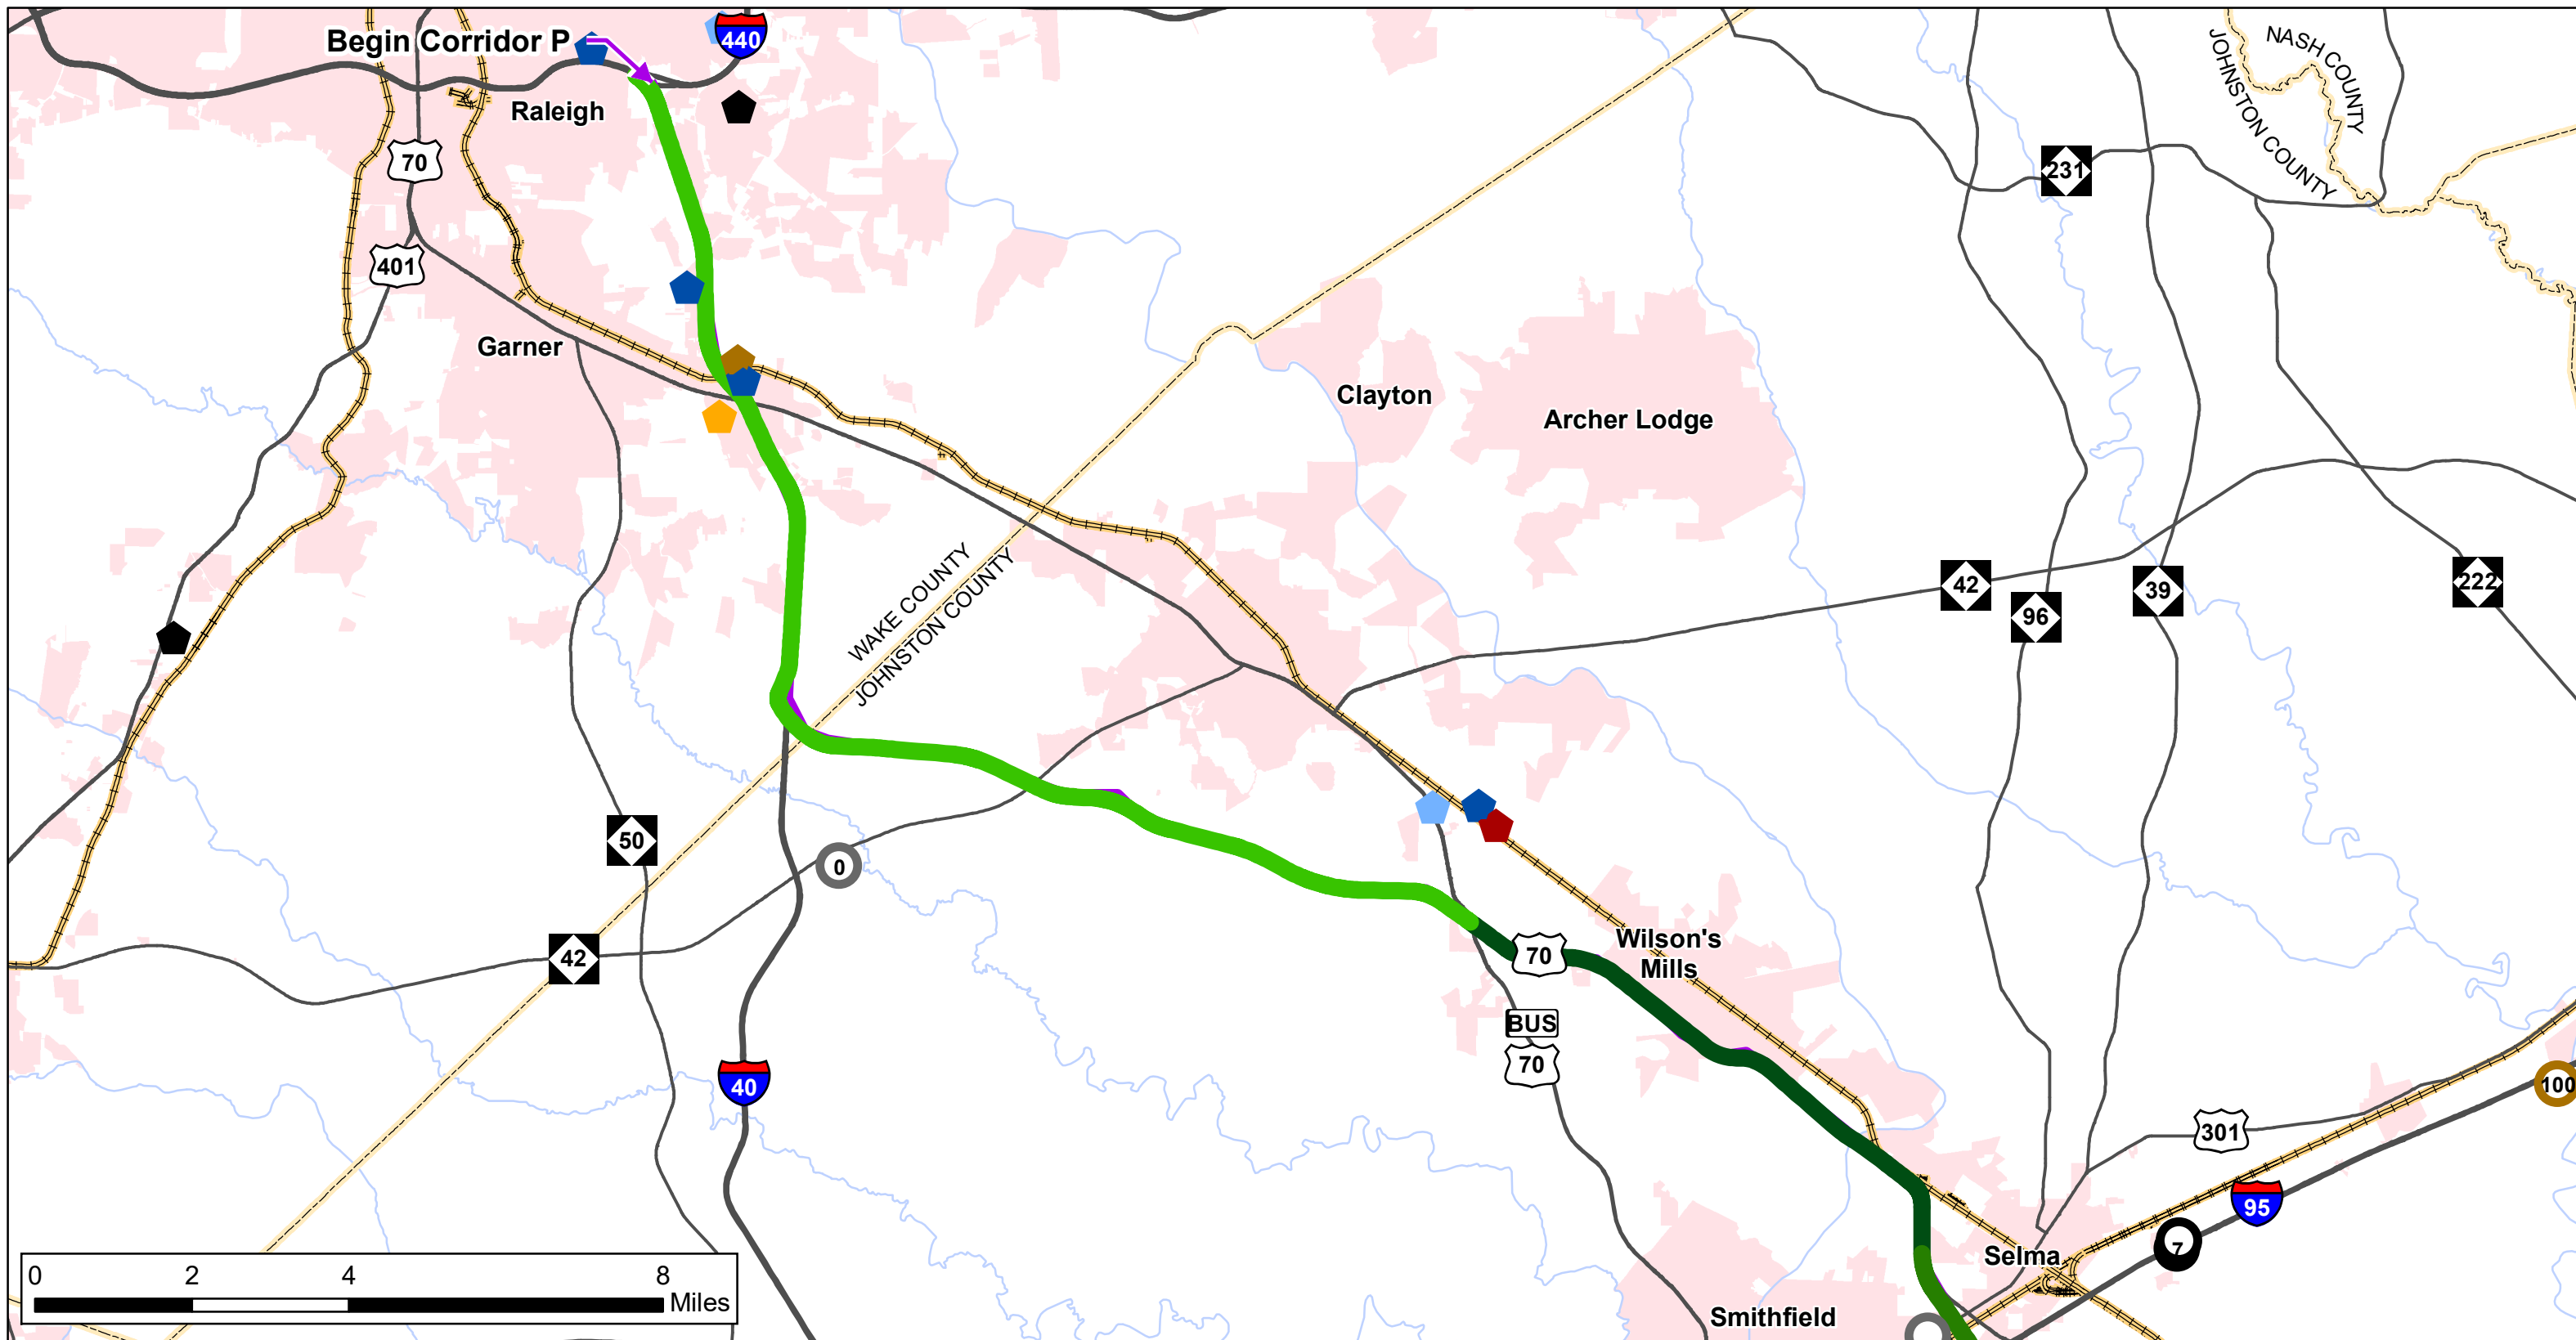 Begin Corridor P
440
Raleigh
NASH COUNTY
JOHNSTON COUNTY
70
231
401
Garner
Clayton
Archer Lodge
WAKE COUNTY
JOHNSTON COUNTY
42
96
39
222
50
0
42
70
Wilson's
Mills
BUS
70
40
100
301
95
7
Selma
Smithfield
0 2 4 8
Miles